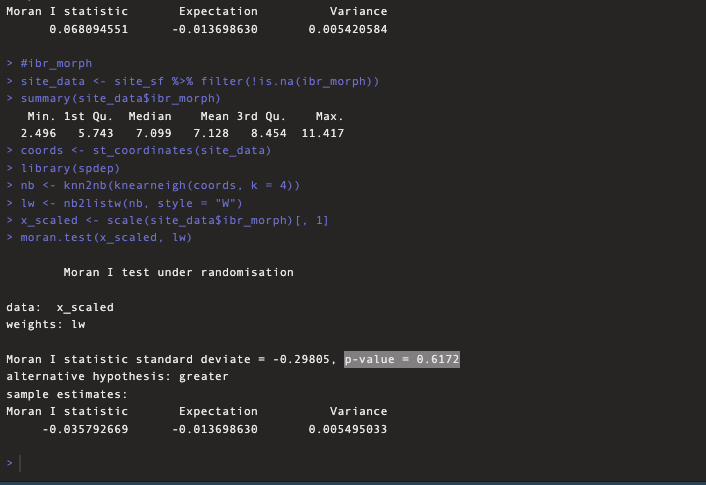 Moran I statistic       Expectation          Variance
      0.068094551      -0.013698630       0.005420584
> #ibr_morph
> site_data <- site_sf %>% filter(!is.na(ibr_morph))
> summary(site_data$ibr_morph)
   Min. 1st Qu.  Median    Mean 3rd Qu.    Max.
  2.496   5.743   7.099   7.128   8.454  11.417
> coords <- st_coordinates(site_data)
> library(spdep)
> nb <- knn2nb(knearneigh(coords, k = 4))
> lw <- nb2listw(nb, style = "W")
> x_scaled <- scale(site_data$ibr_morph)[, 1]
> moran.test(x_scaled, lw)
        Moran I test under randomisation
data:  x_scaled
weights: lw
Moran I statistic standard deviate = -0.29805, p-value = 0.6172
alternative hypothesis: greater
sample estimates:
Moran I statistic       Expectation          Variance
     -0.035792669      -0.013698630       0.005495033
>